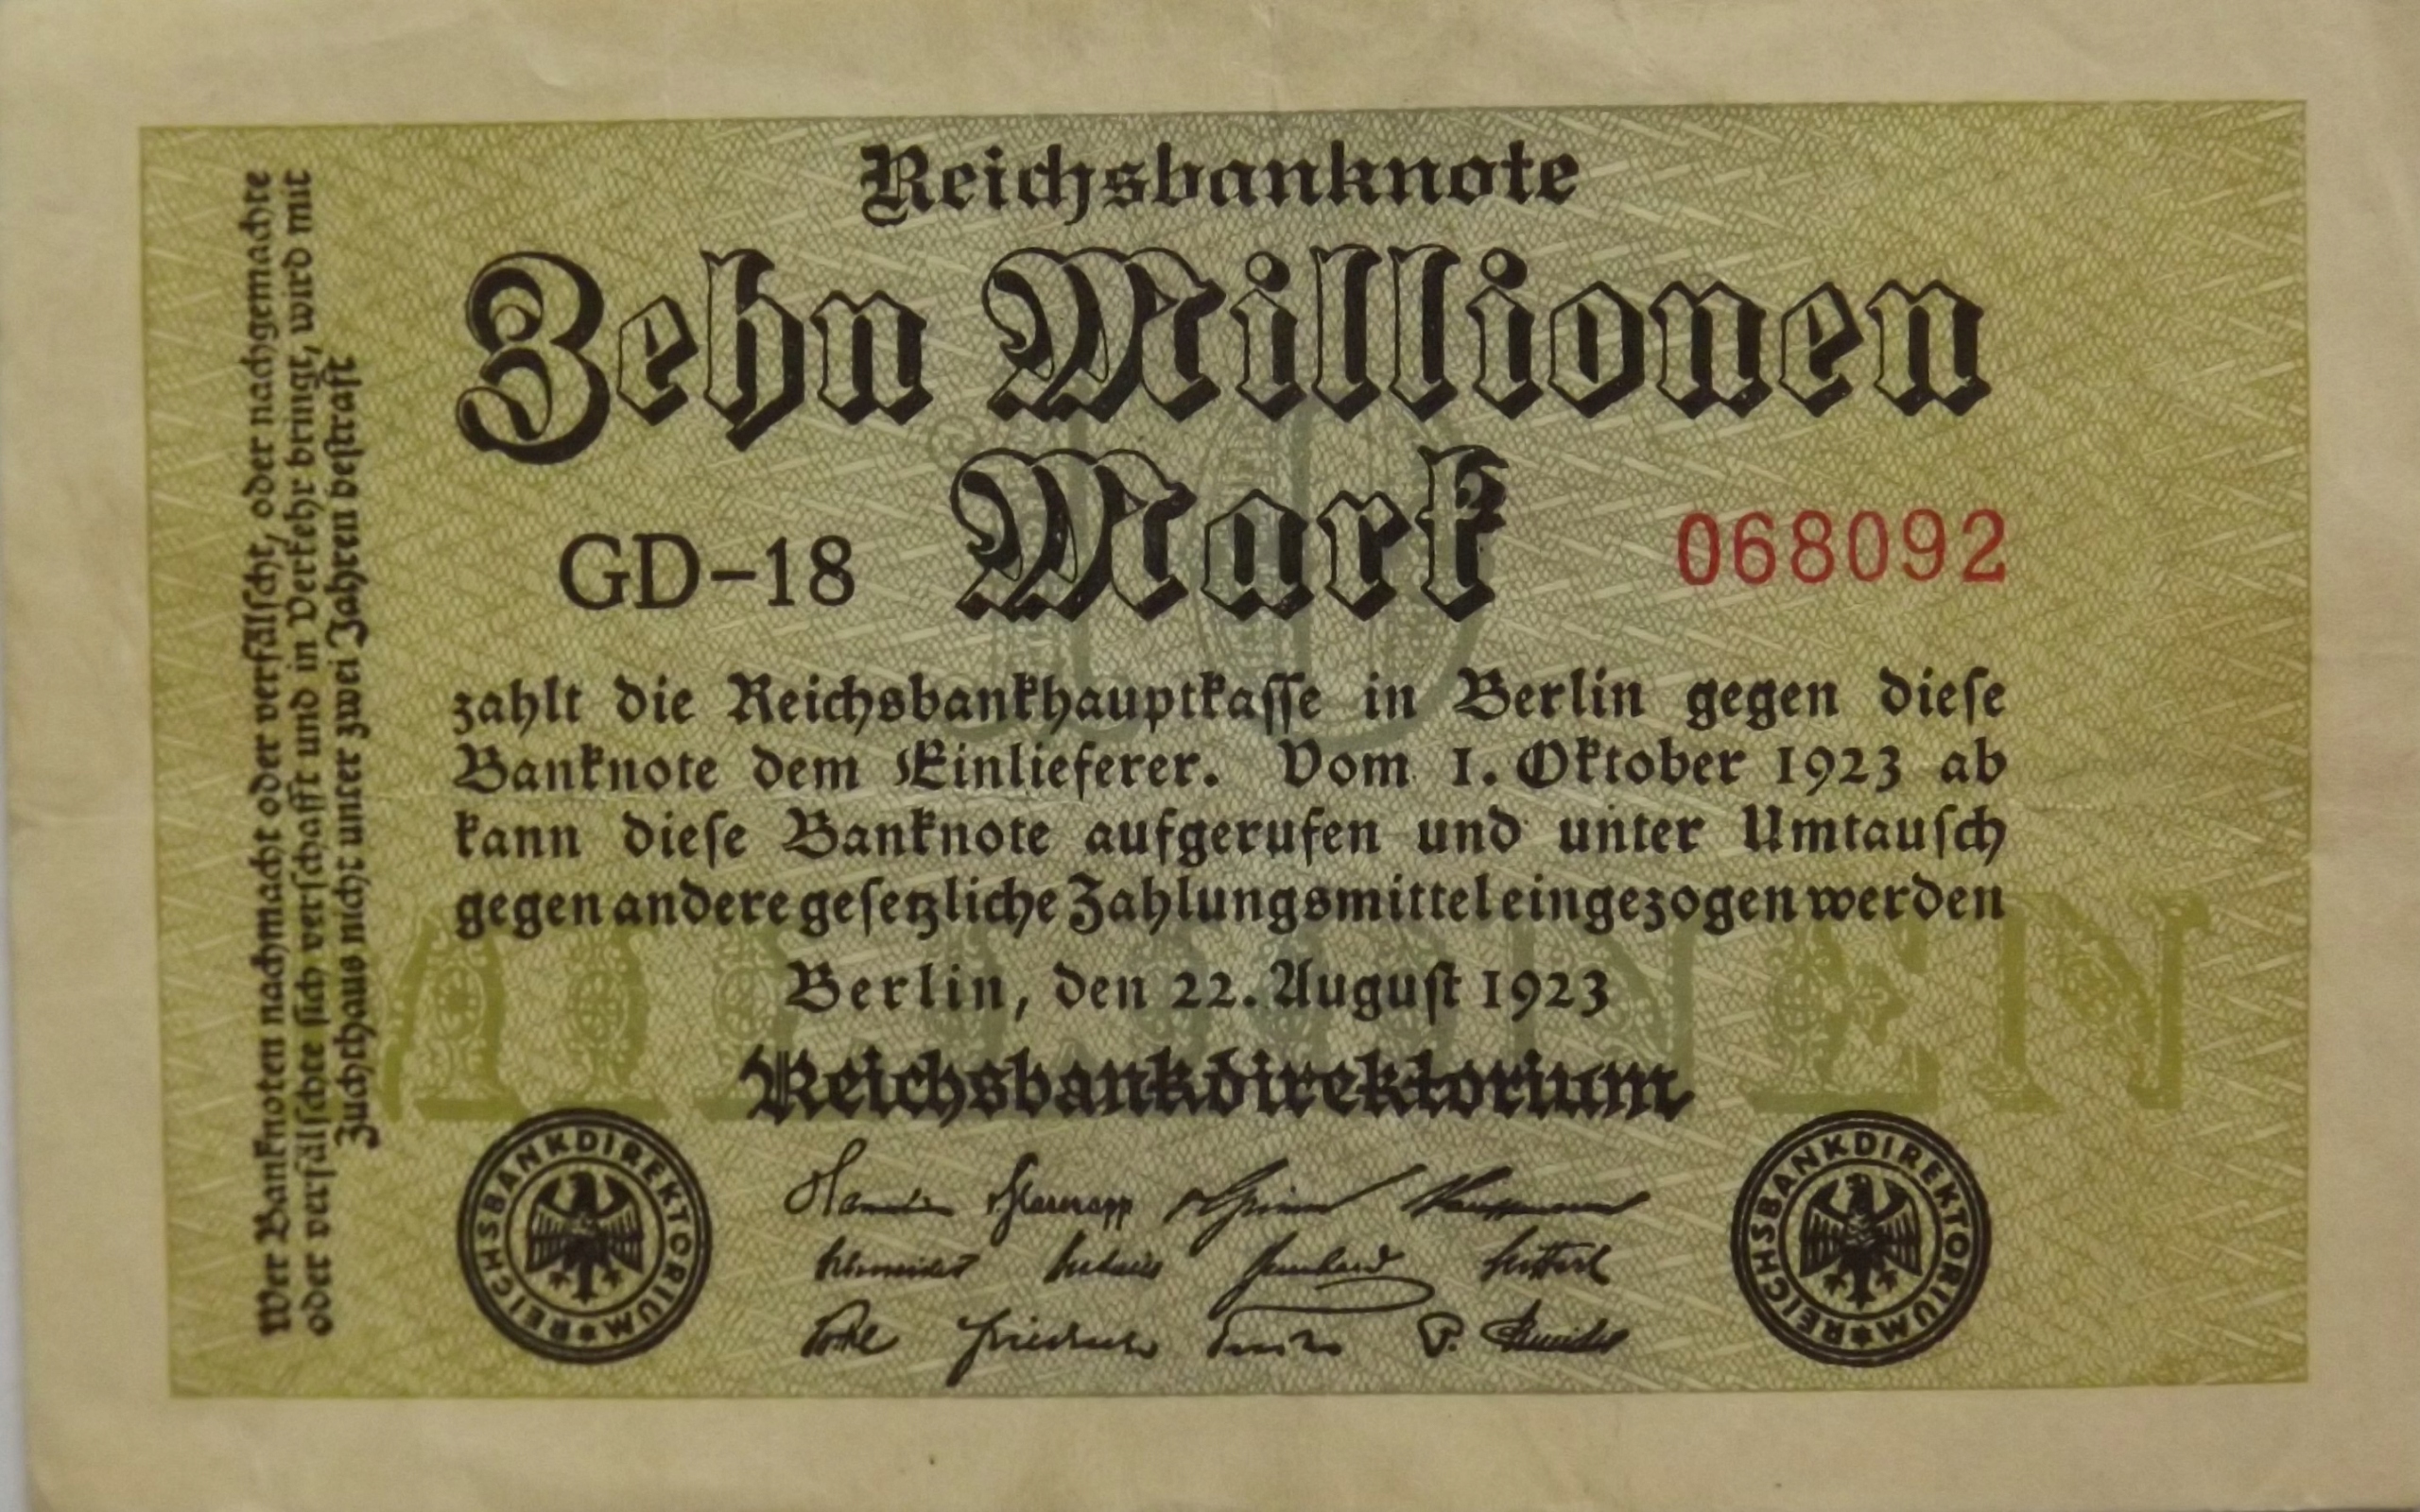 Reichsbanknote
Zehn Millionen
Mark
GD-18
068092
zahlt die Reichsbankhauptkasse in Berlin gegen diese
Banknote dem Einlieferer. Vom 1. Oktober 1923 ab
kann diese Banknote aufgerufen und unter Umtausch
gegen andere gesetzliche Zahlungsmittel eingezogen werden
Berlin, den 22. August 1923
Reichsbankdirektorium
REICHSBANKDIREKTORIUM
REICHSBANKDIREKTORIUM
Wer Banknoten nachmacht oder verfälscht, oder nachgemachte
oder verfälschte sich verschafft und in Verkehr bringt, wird mit
Zuchthaus nicht unter zwei Jahren bestraft
10
MILLIONEN